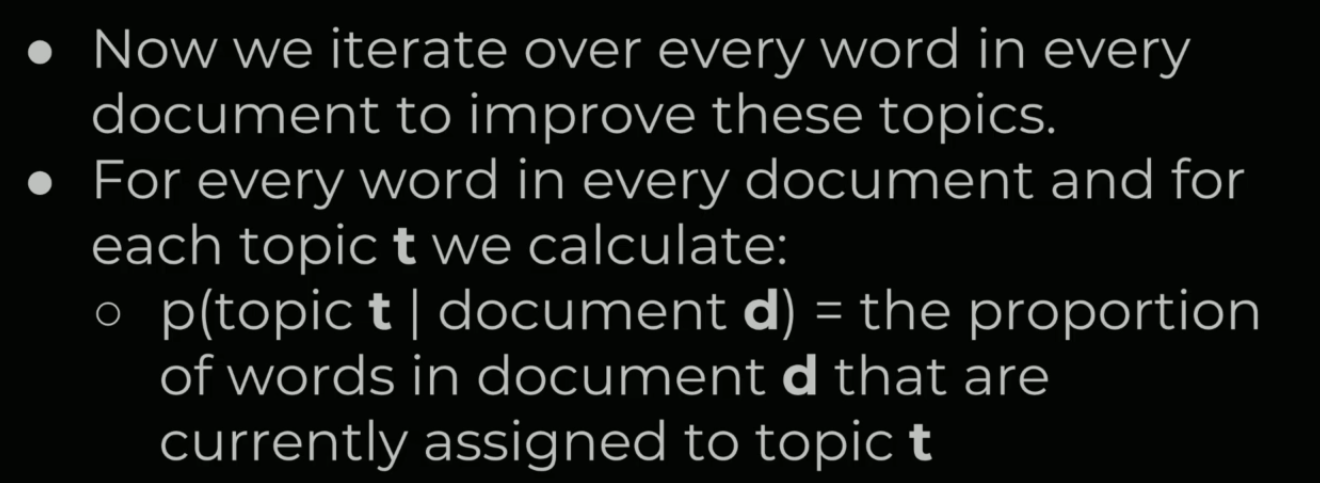 ● Now we iterate over every word in every
document to improve these topics.
● For every word in every document and for
each topic t we calculate:
○ p(topic t | document d) = the proportion
of words in document d that are
currently assigned to topic t